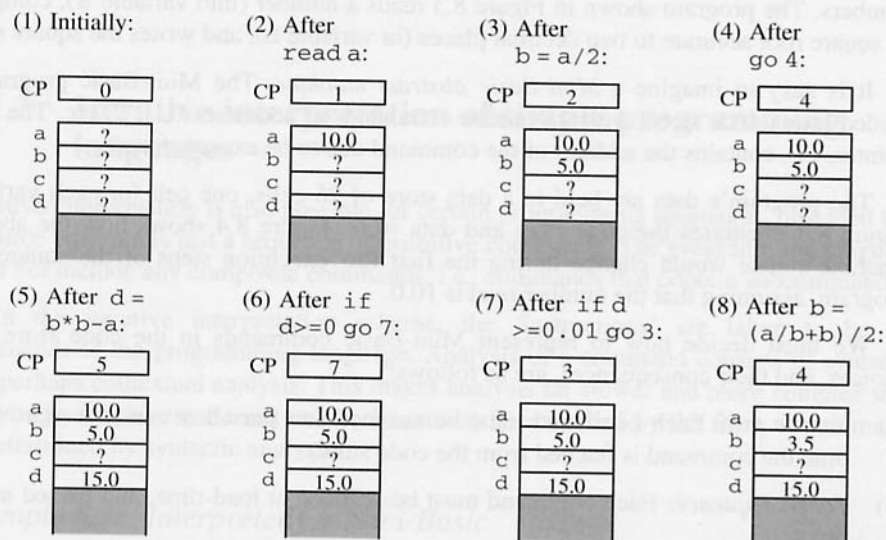 (1) Initially:
CP 0
a ?
b ?
c ?
d ?
(2) After
read a:
CP
a 10.0
b ?
c ?
d ?
(3) After
b = a/2:
CP 2
a 10.0
b 5.0
c ?
d ?
(4) After
go 4:
CP 4
a 10.0
b 5.0
c ?
d ?
(5) After d =
b*b-a:
CP 5
a 10.0
b 5.0
c ?
d 15.0
(6) After if
d>=0 go 7:
CP 7
a 10.0
b 5.0
c ?
d 15.0
(7) After if d
>=0.01 go 3:
CP 3
a 10.0
b 5.0
c ?
d 15.0
(8) After b =
(a/b+b)/2:
CP 4
a 10.0
b 3.5
c ?
d 15.0